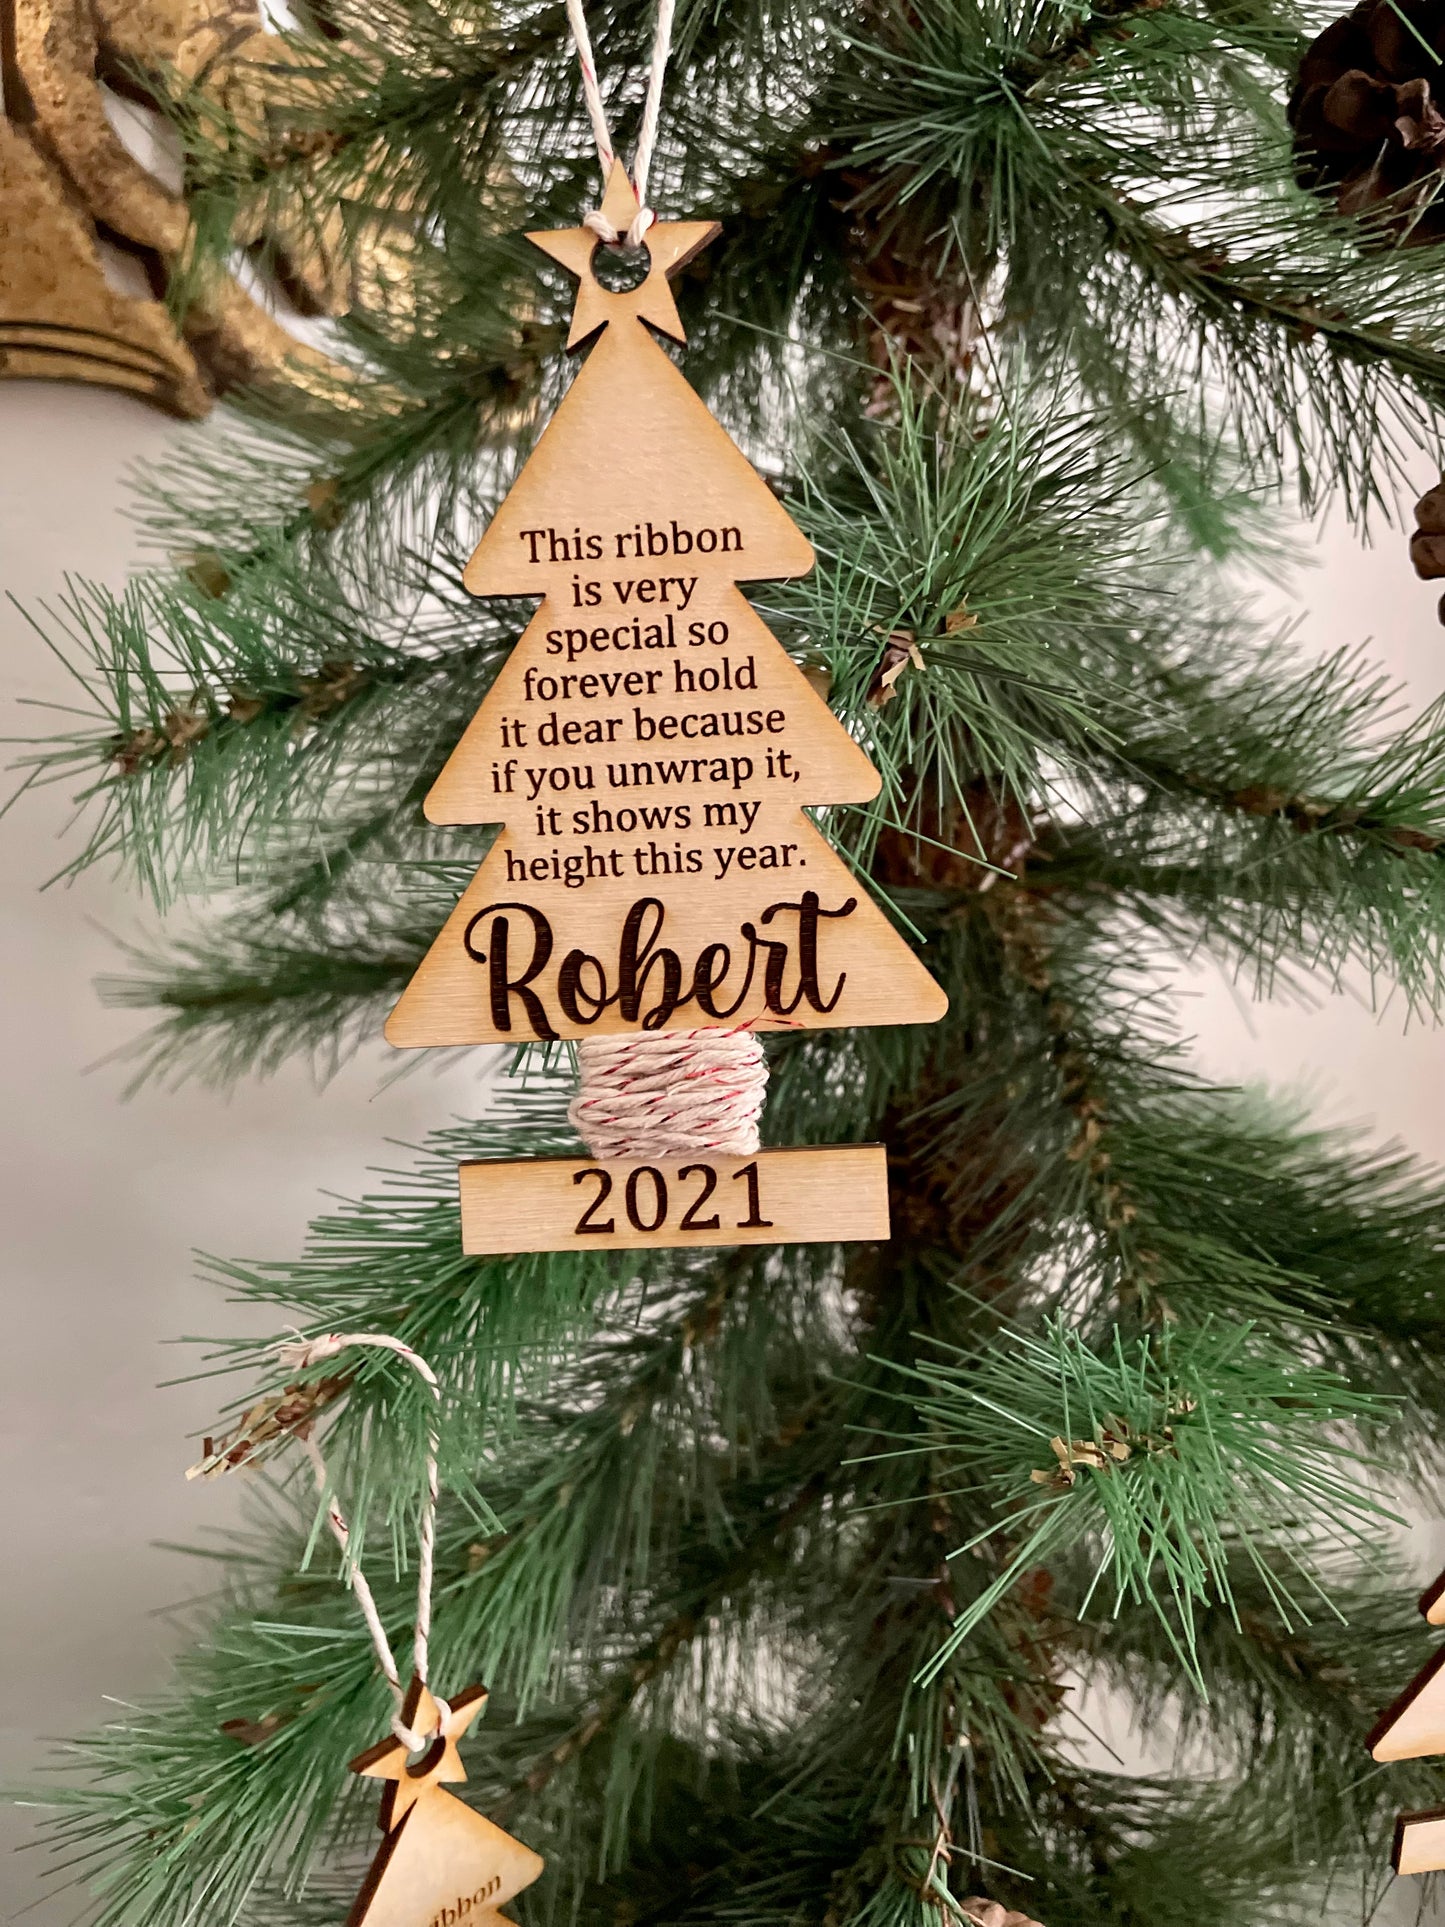 This ribbon
is very
special so
forever hold
it dear because
if you unwrap it,
it shows my
height this year.
Robert
2021